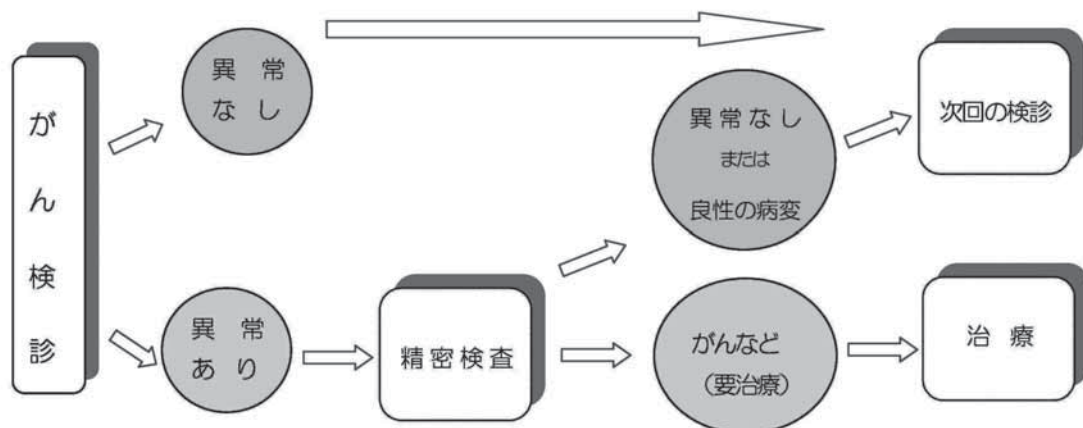 がん検診
異常
なし
異常なし
または
良性の病変
次回の検診
異常
あり
精密検査
がんなど
（要治療）
治療